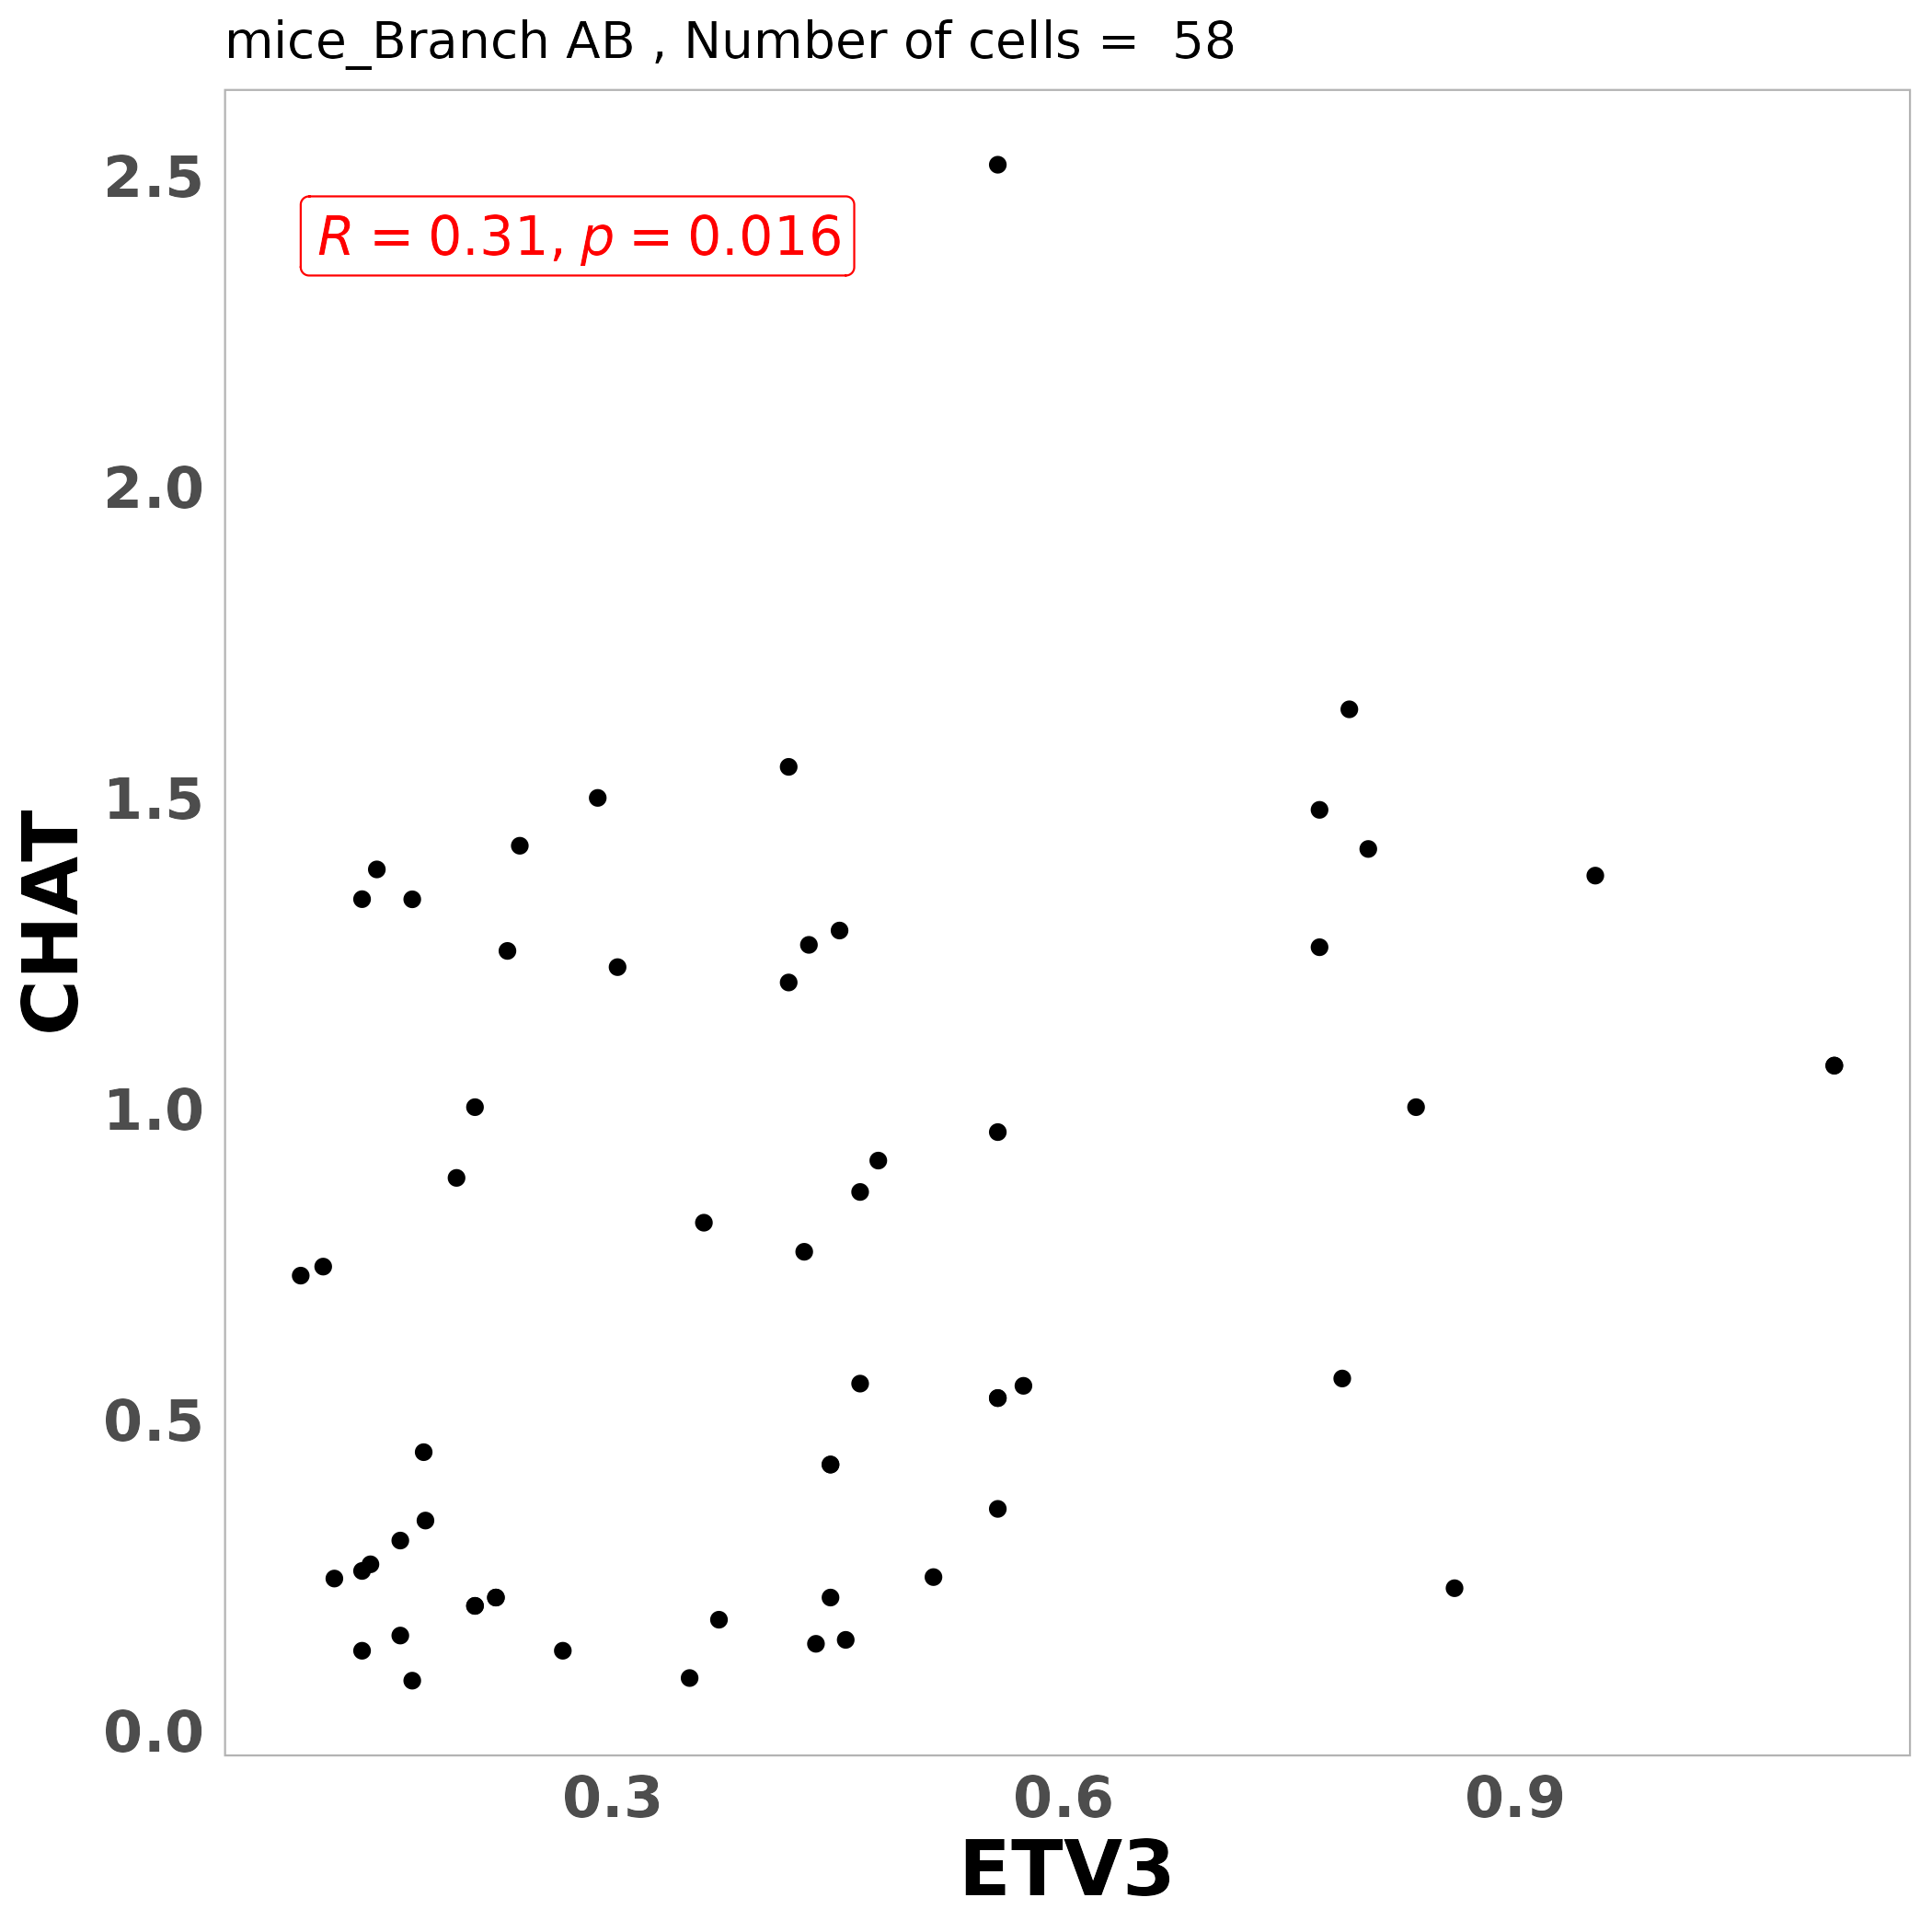 mice_Branch AB , Number of cells =  58
R = 0.31, p = 0.016
2.5
2.0
1.5
1.0
0.5
0.0
CHAT
0.3 0.6 0.9
ETV3